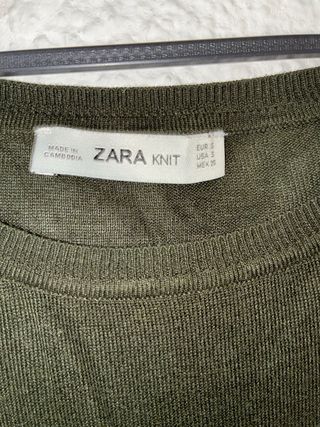 MADE IN
CAMBODIA
ZARA KNIT
EUR S
USA S
MEX 26